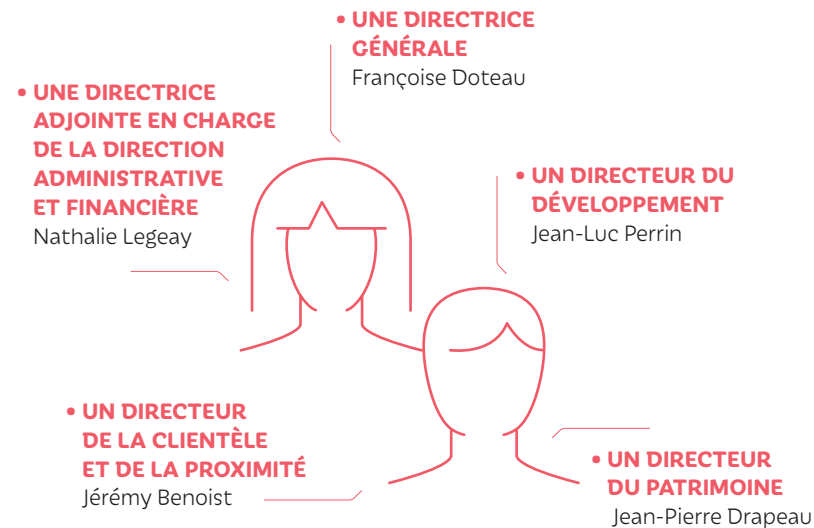 • UNE DIRECTRICE
GÉNÉRALE
Françoise Doteau
• UNE DIRECTRICE
ADJOINTE EN CHARGE
DE LA DIRECTION
ADMINISTRATIVE
ET FINANCIÈRE
Nathalie Legeay
• UN DIRECTEUR DU
DÉVELOPPEMENT
Jean-Luc Perrin
• UN DIRECTEUR
DE LA CLIENTÈLE
ET DE LA PROXIMITÉ
Jérémy Benoist
• UN DIRECTEUR
DU PATRIMOINE
Jean-Pierre Drapeau